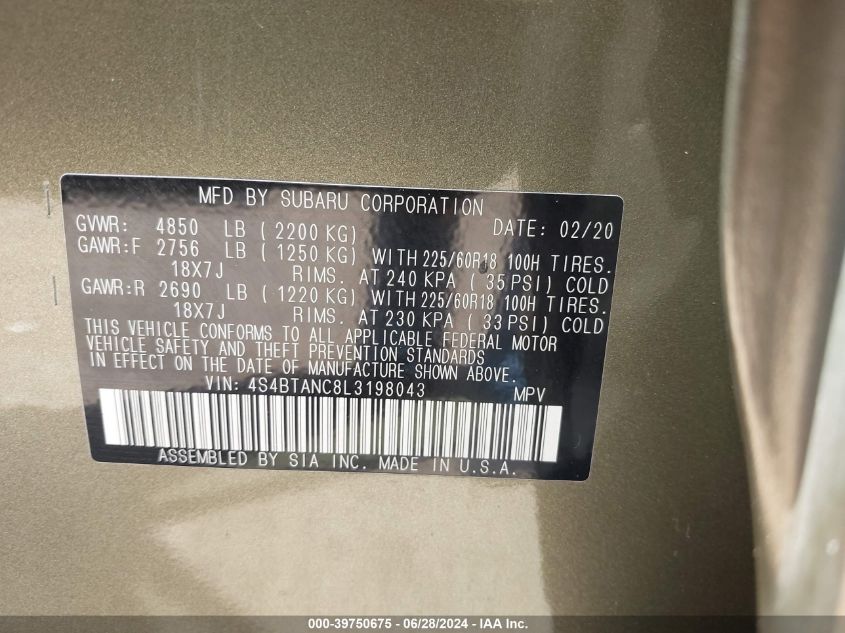 MFD BY SUBARU CORPORATION
GVWR: 4850 LB ( 2200 KG) DATE: 02/20
GAWR:F 2756 LB ( 1250 KG) WITH 225/60R18 100H TIRES.
18X7J RIMS. AT 240 KPA ( 35 PSI) COLD
GAWR:R 2690 LB ( 1220 KG) WITH 225/60R18 100H TIRES.
18X7J RIMS. AT 230 KPA ( 33 PSI) COLD
THIS VEHICLE CONFORMS TO ALL APPLICABLE FEDERAL MOTOR
VEHICLE SAFETY AND THEFT PREVENTION STANDARDS
IN EFFECT ON THE DATE OF MANUFACTURE SHOWN ABOVE.
VIN: 4S4BTANC8L3198043 MPV
ASSEMBLED BY SIA INC. MADE IN U.S.A.
000-39750675 - 06/28/2024 - IAA Inc.